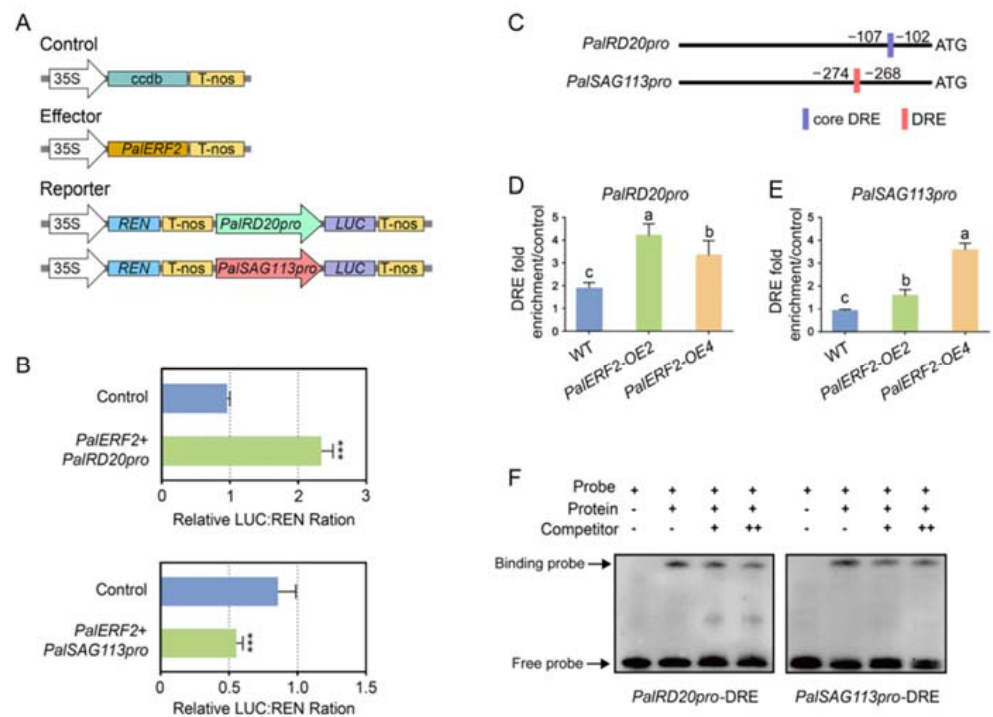 A
Control
35S ccdb T-nos
Effector
35S PalERF2 T-nos
Reporter
35S REN T-nos PalRD20pro LUC T-nos
35S REN T-nos PalSAG113pro LUC T-nos
B
Control
PalERF2+
PalRD20pro
***
0 1 2 3
Relative LUC:REN Ration
Control
PalERF2+
PalSAG113pro
***
0 0.5 1.0 1.5
Relative LUC:REN Ration
C
PalRD20pro −107 −102 ATG
PalSAG113pro −274 −268 ATG
core DRE DRE
D
PalRD20pro
DRE fold
enrichment/control
5
4
3
2
1
0
c a b
WT PalERF2-OE2 PalERF2-OE4
E
PalSAG113pro
DRE fold
enrichment/control
5
4
3
2
1
0
c b a
WT PalERF2-OE2 PalERF2-OE4
F
Probe + + + + + + + +
Protein - + + + - + + +
Competitor - - + ++ - - + ++
Binding probe
Free probe
PalRD20pro-DRE PalSAG113pro-DRE